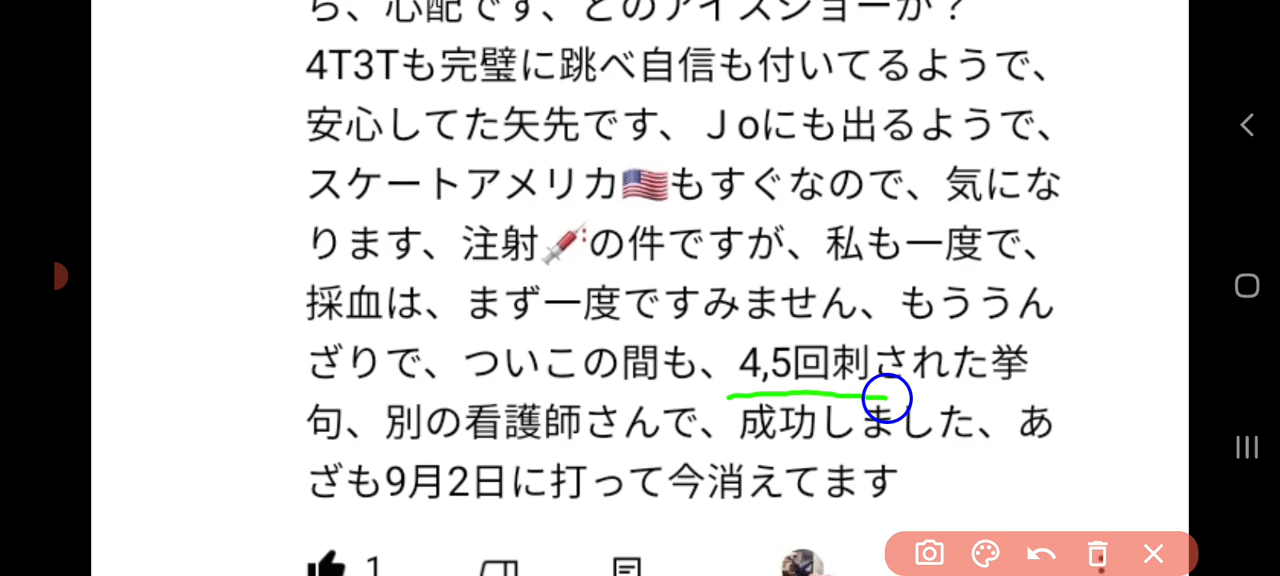 ら、心配です、どのアイスショーか？
4T3Tも完璧に跳べ自信も付いてるようで、
安心してた矢先です、Ｊoにも出るようで、
スケートアメリカ🇺🇸もすぐなので、気にな
ります、注射💉の件ですが、私も一度で、
採血は、まず一度ですみません、もううん
ざりで、ついこの間も、4,5回刺された挙
句、別の看護師さんで、成功しました、あ
ざも9月2日に打って今消えてます
1